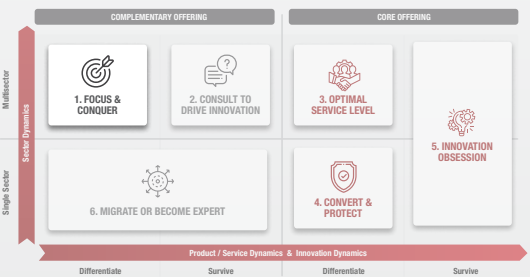 COMPLEMENTARY OFFERING
CORE OFFERING
Multisector
Single Sector
Sector Dynamics
1. FOCUS &
CONQUER
2. CONSULT TO
DRIVE INNOVATION
3. OPTIMAL
SERVICE LEVEL
5. INNOVATION
OBSESSION
6. MIGRATE OR BECOME EXPERT
4. CONVERT &
PROTECT
Product / Service Dynamics & Innovation Dynamics
Differentiate
Survive
Differentiate
Survive